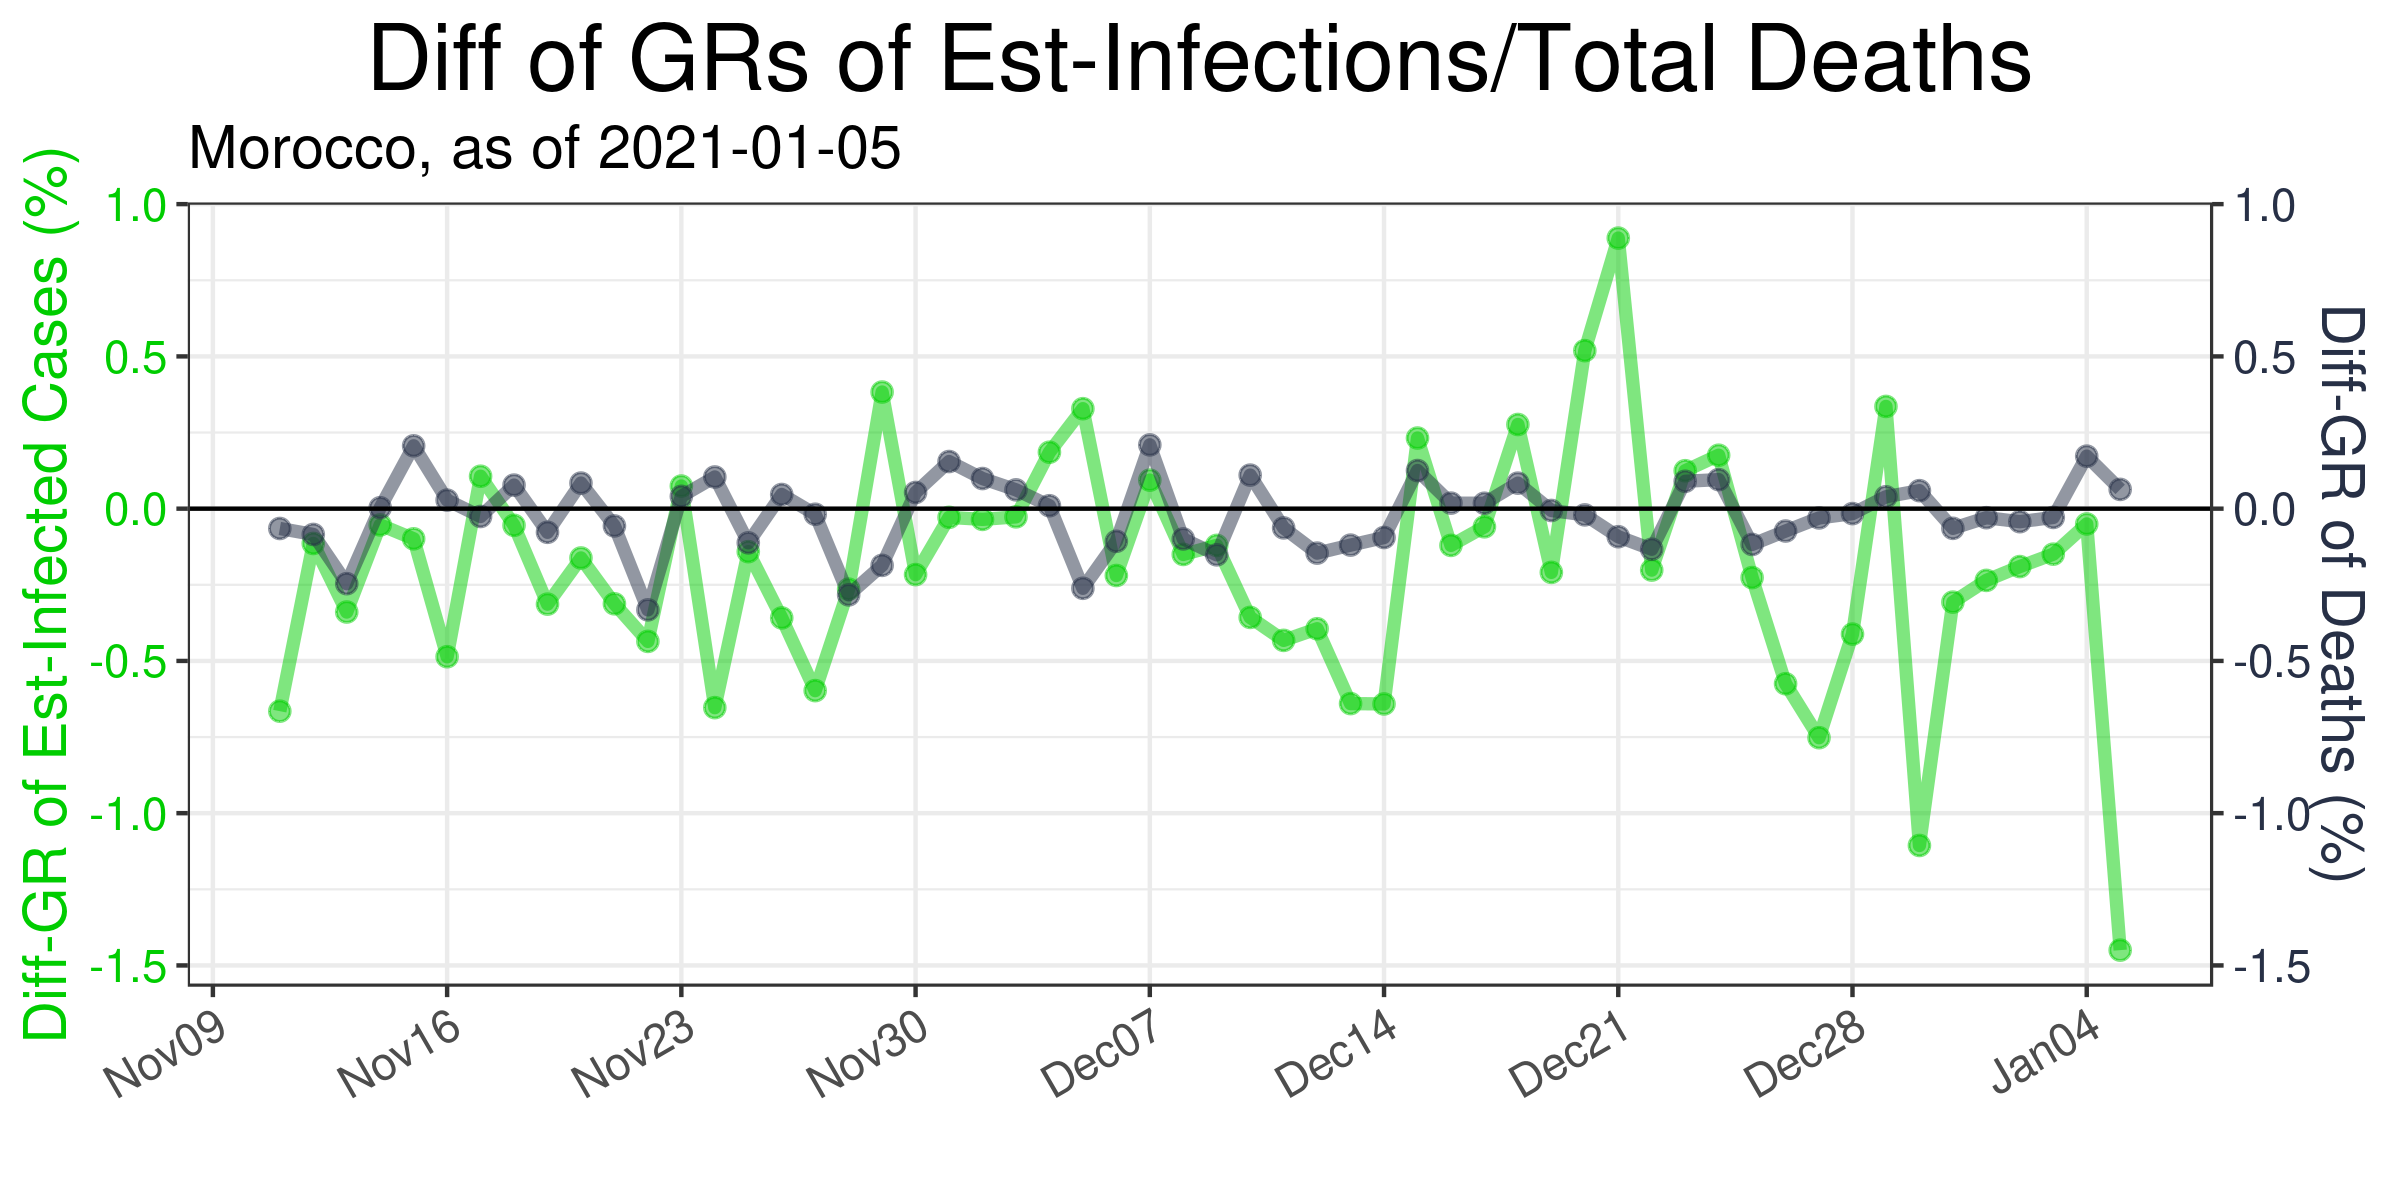 Diff of GRs of Est-Infections/Total Deaths
Morocco, as of 2021-01-05
Diff-GR of Est-Infected Cases (%)
1.0
0.5
0.0
-0.5
-1.0
-1.5
1.0
0.5
0.0
-0.5
-1.0
-1.5
Diff-GR of Deaths (%)
Nov09
Nov16
Nov23
Nov30
Dec07
Dec14
Dec21
Dec28
Jan04